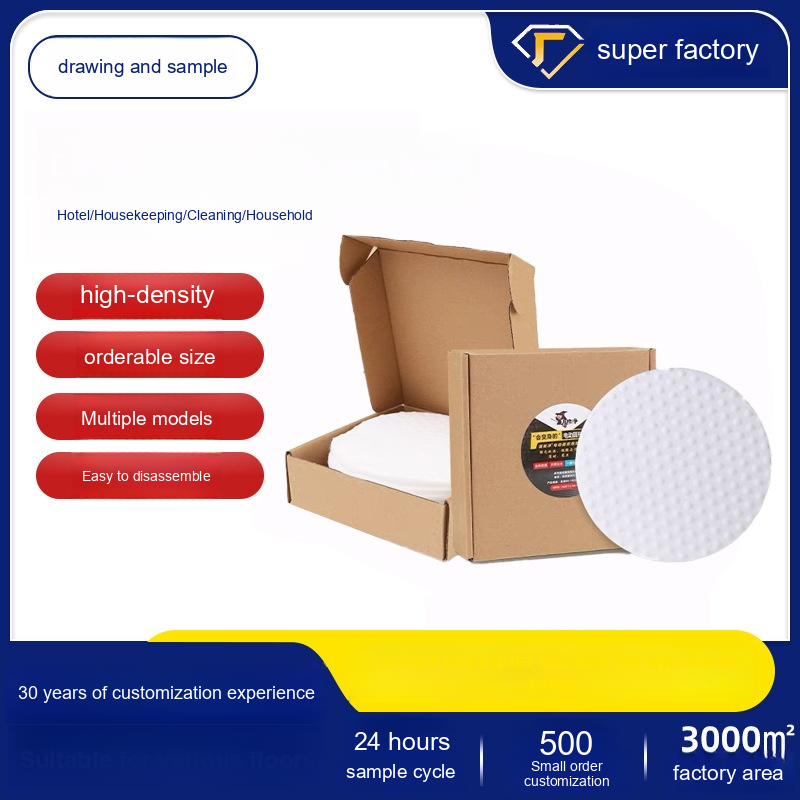 drawing and sample
super factory
Hotel/Housekeeping/Cleaning/Household
high-density
orderable size
Multiple models
Easy to disassemble
30 years of customization experience
24 hours
sample cycle
500
Small order
customization
3000㎡
factory area